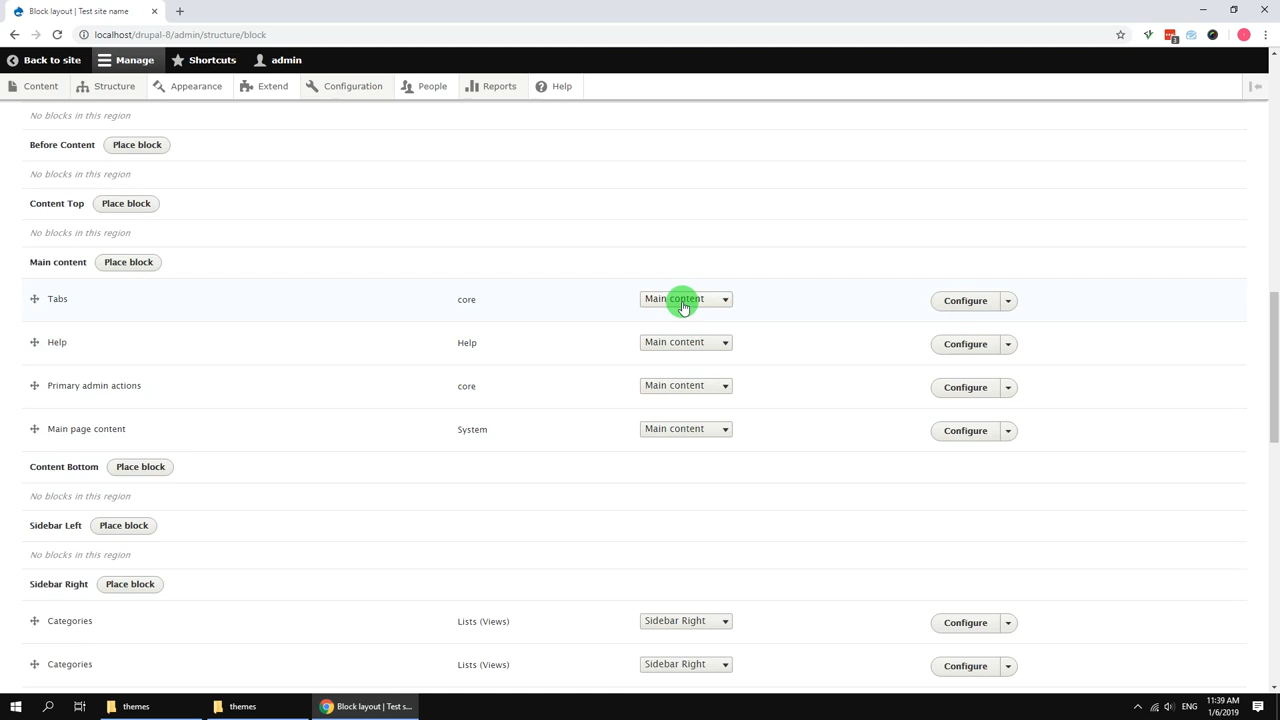 Block layout | Test site name
localhost/drupal-8/admin/structure/block
3
Back to site Manage Shortcuts admin
Content Structure Appearance Extend Configuration People Reports Help
No blocks in this region
Before Content Place block
No blocks in this region
Content Top Place block
No blocks in this region
Main content Place block
Tabs core Main content Configure
Help Help Main content Configure
Primary admin actions core Main content Configure
Main page content System Main content Configure
Content Bottom Place block
No blocks in this region
Sidebar Left Place block
No blocks in this region
Sidebar Right Place block
Categories Lists (Views) Sidebar Right Configure
Categories Lists (Views) Sidebar Right Configure
themes themes Block layout | Test s... ENG 11:39 AM
1/6/2019